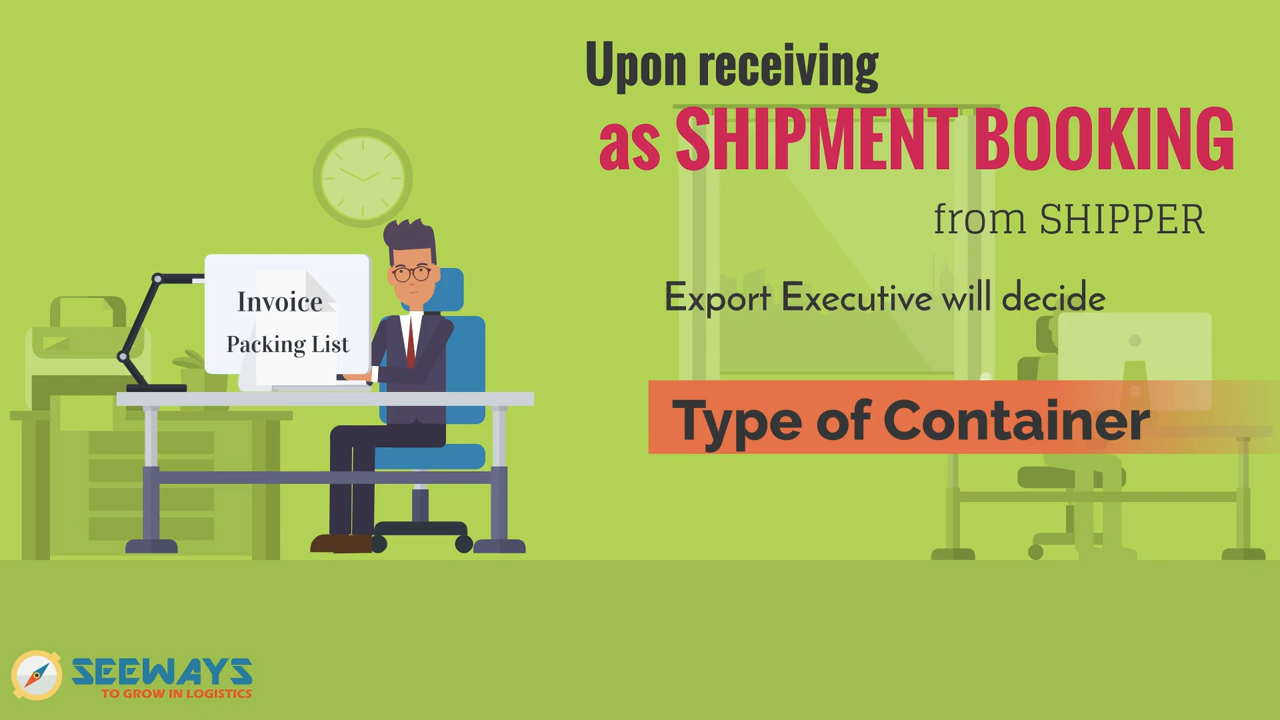 Upon receiving
as SHIPMENT BOOKING
from SHIPPER
Export Executive will decide
Type of Container
Invoice
Packing List
SEEWAYS
TO GROW IN LOGISTICS